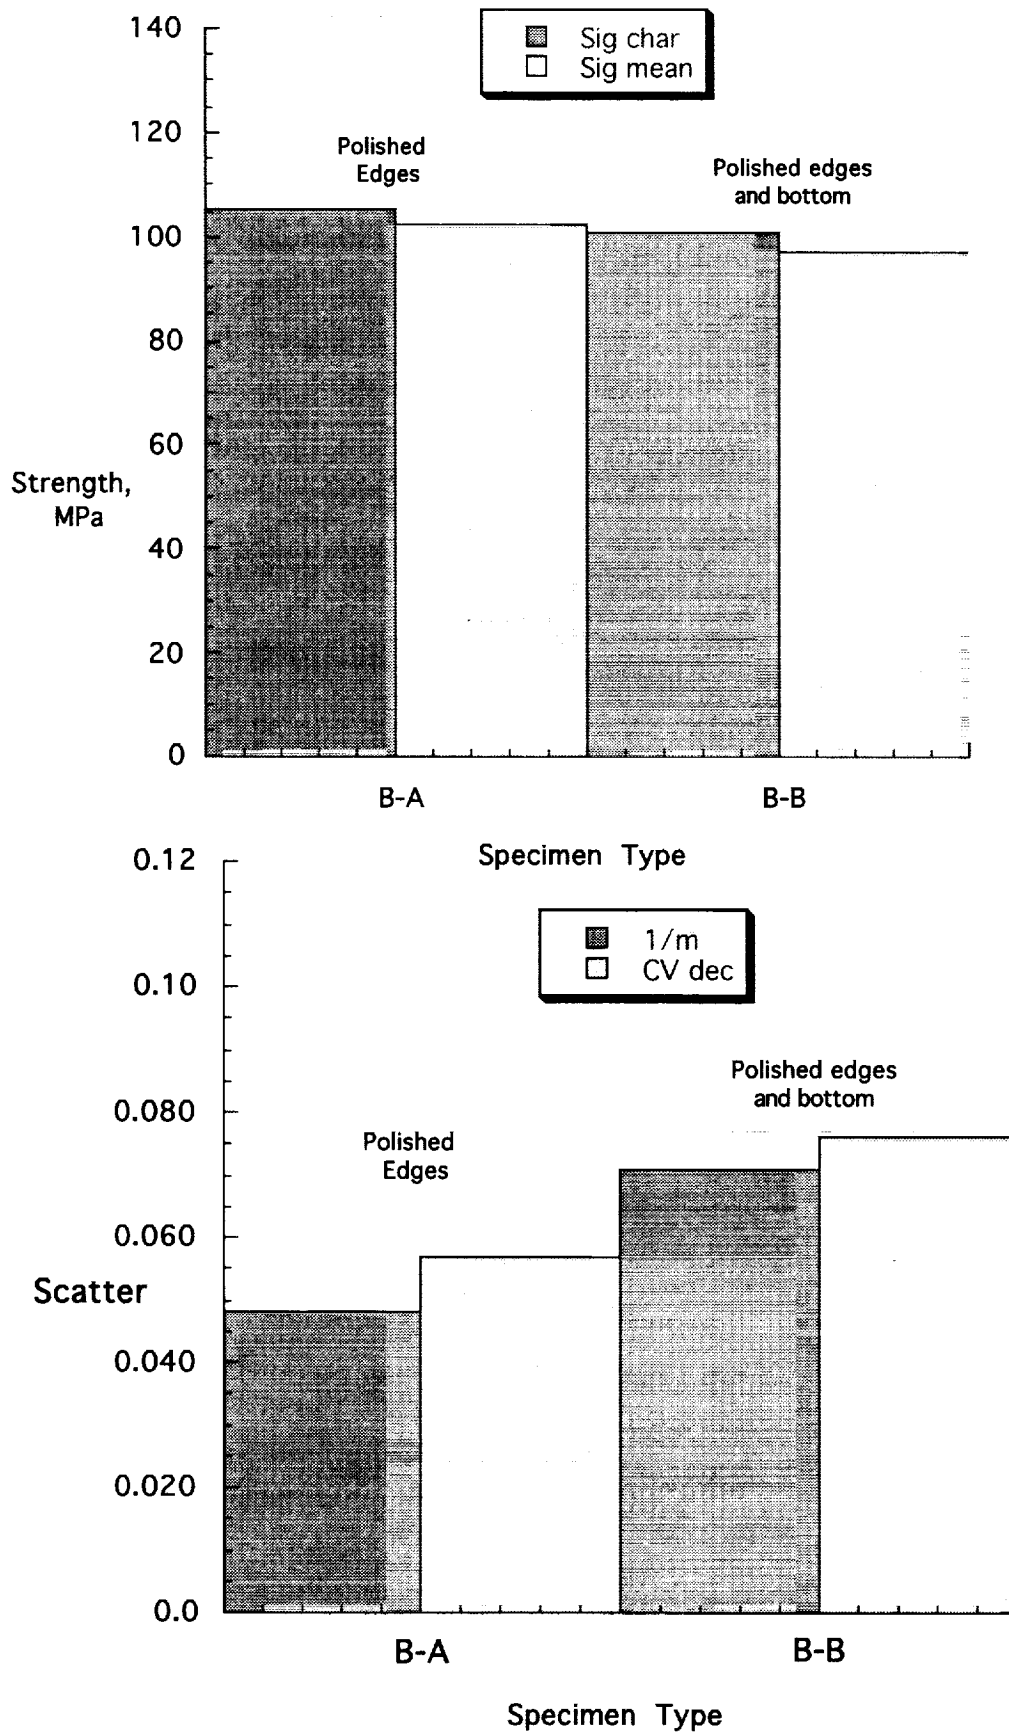 140
Sig char
Sig mean
120
Polished
Edges
Polished edges
and bottom
100
80
60
Strength,
MPa
40
20
0
B-A
B-B
Specimen Type
0.12
1/m
CV dec
0.10
Polished edges
and bottom
0.080
Polished
Edges
0.060
Scatter
0.040
0.020
0.0
B-A
B-B
Specimen Type